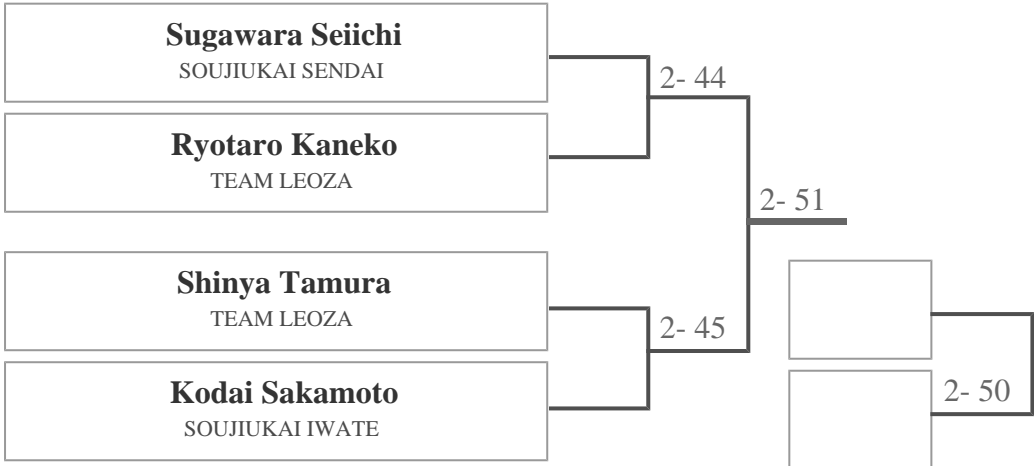 Sugawara Seiichi
SOUJIUKAI SENDAI
2- 44
Ryotaro Kaneko
TEAM LEOZA
2- 51
Shinya Tamura
TEAM LEOZA
2- 45
Kodai Sakamoto
SOUJIUKAI IWATE
2- 50